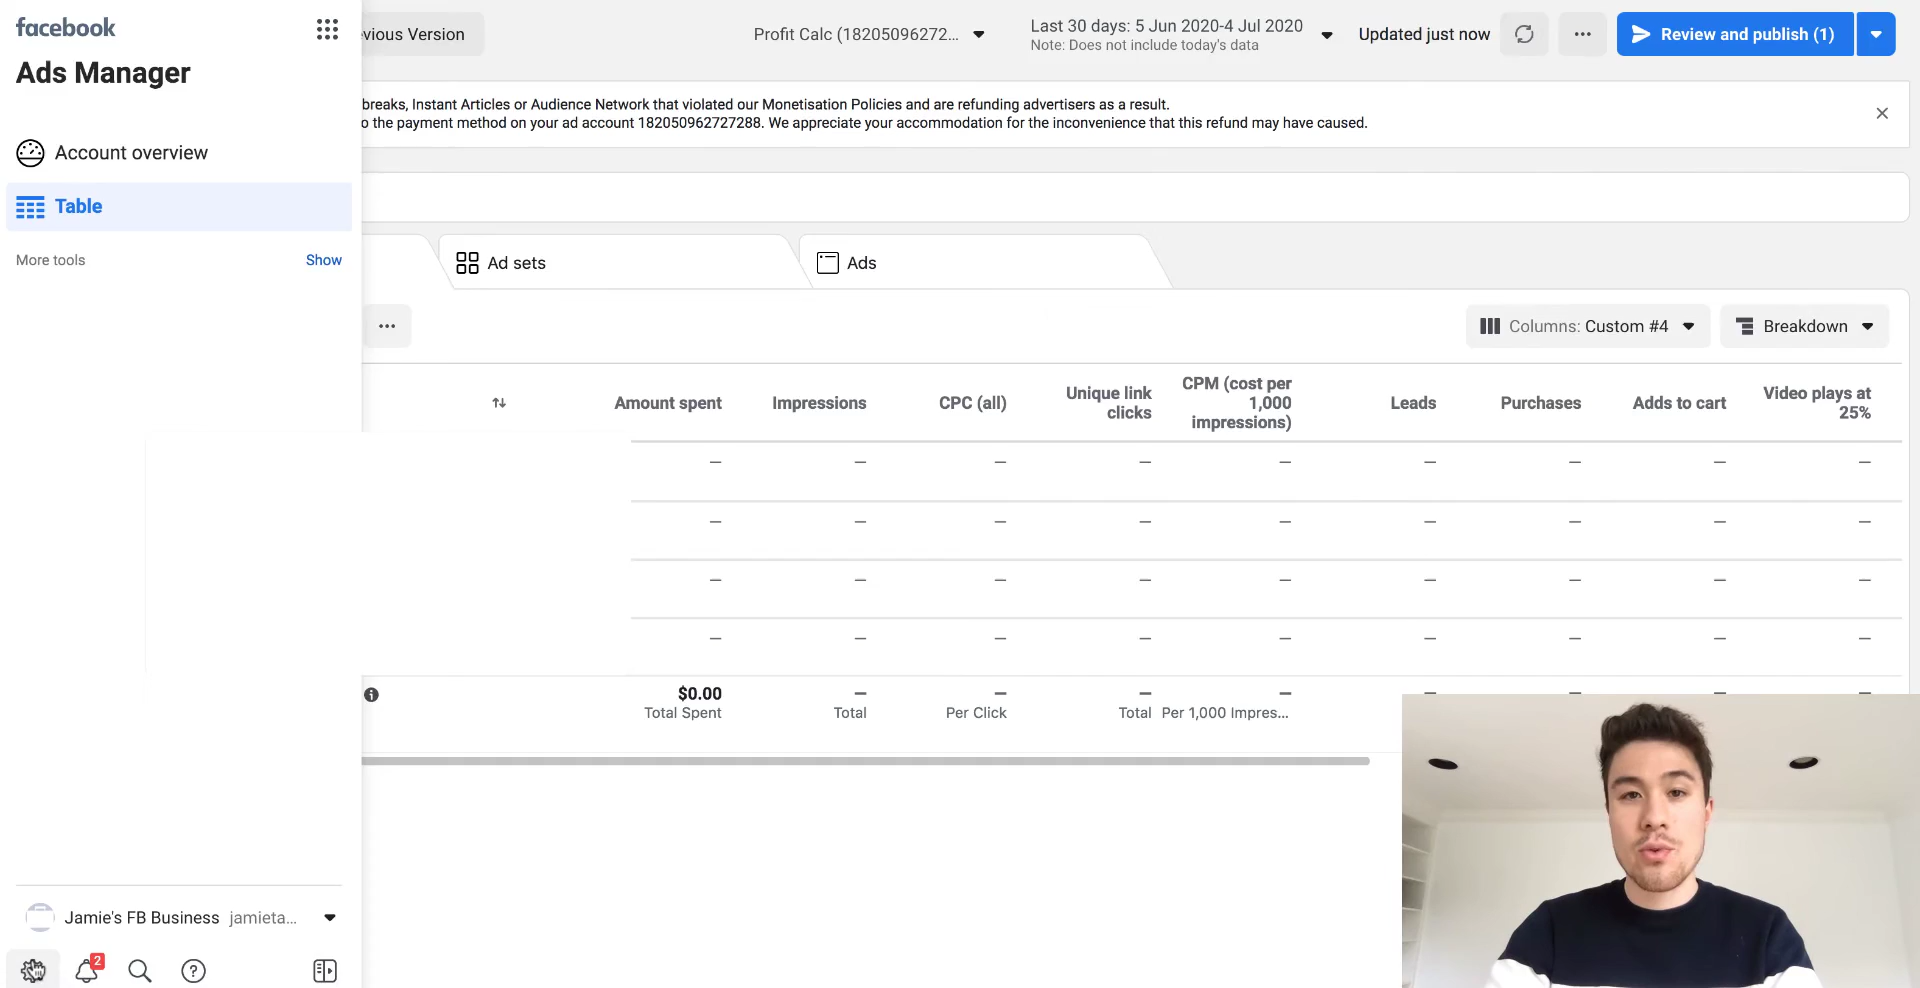 facebook
Ads Manager
Account overview
Table
More tools
Show
evious Version
Profit Calc (18205096272...
Last 30 days: 5 Jun 2020-4 Jul 2020
Note: Does not include today's data
Updated just now
Review and publish (1)
breaks, Instant Articles or Audience Network that violated our Monetisation Policies and are refunding advertisers as a result.
o the payment method on your ad account 182050962727288. We appreciate your accommodation for the inconvenience that this refund may have caused.
Ad sets
Ads
Columns: Custom #4
Breakdown
Amount spent
Impressions
CPC (all)
Unique link
clicks
CPM (cost per
1,000
impressions)
Leads
Purchases
Adds to cart
Video plays at
25%
— — — — — — — — —
— — — — — — — — —
— — — — — — — — —
— — — — — — — — —
$0.00 — — — — — — — —
Total Spent
Total
Per Click
Total
Per 1,000 Impres...
Jamie's FB Business jamieta...
2